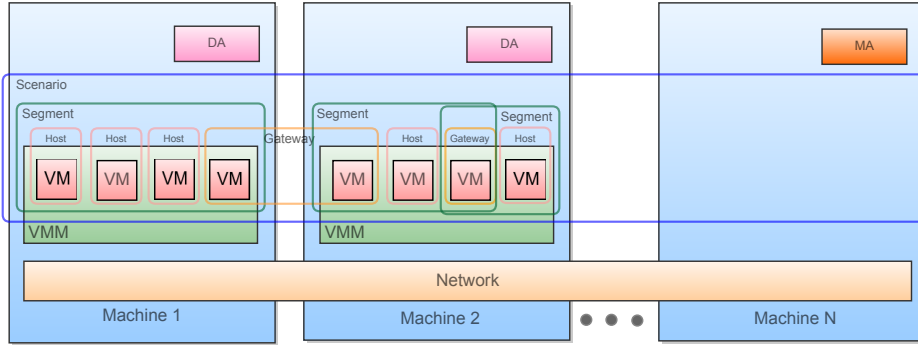 DA
DA
MA
Scenario
Segment
Segment
Segment
Host
Host
Host
Gateway
Host
Gateway
Host
VM
VM
VM
VM
VM
VM
VM
VM
VMM
VMM
Network
Machine 1
Machine 2
Machine N